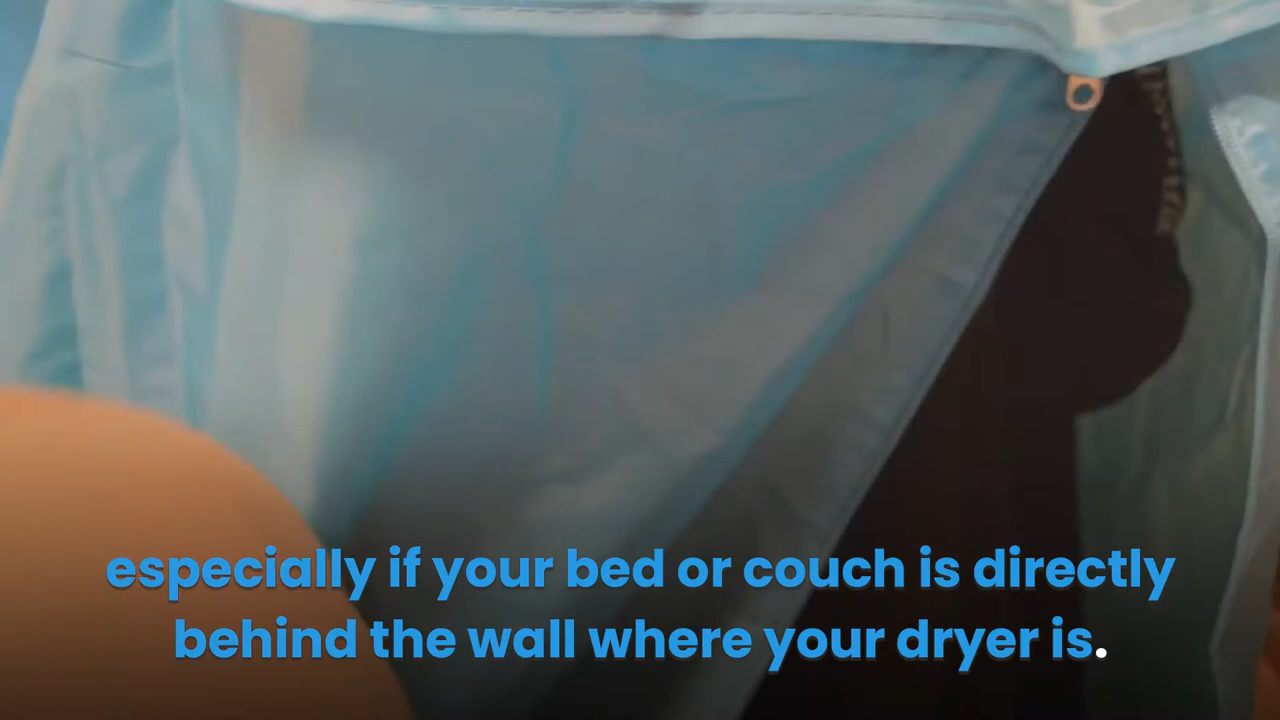 especially if your bed or couch is directly
behind the wall where your dryer is.